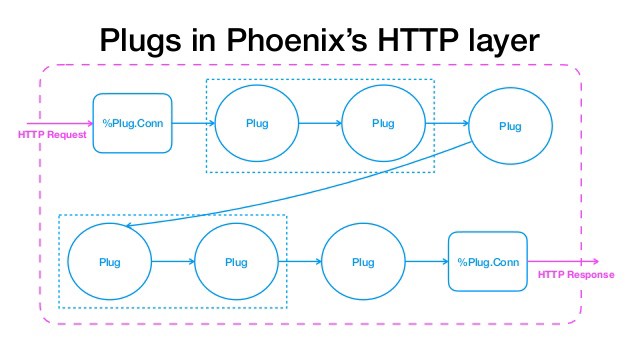 Plugs in Phoenix's HTTP layer
HTTP Request
%Plug.Conn
Plug
Plug
Plug
Plug
Plug
Plug
%Plug.Conn
HTTP Response